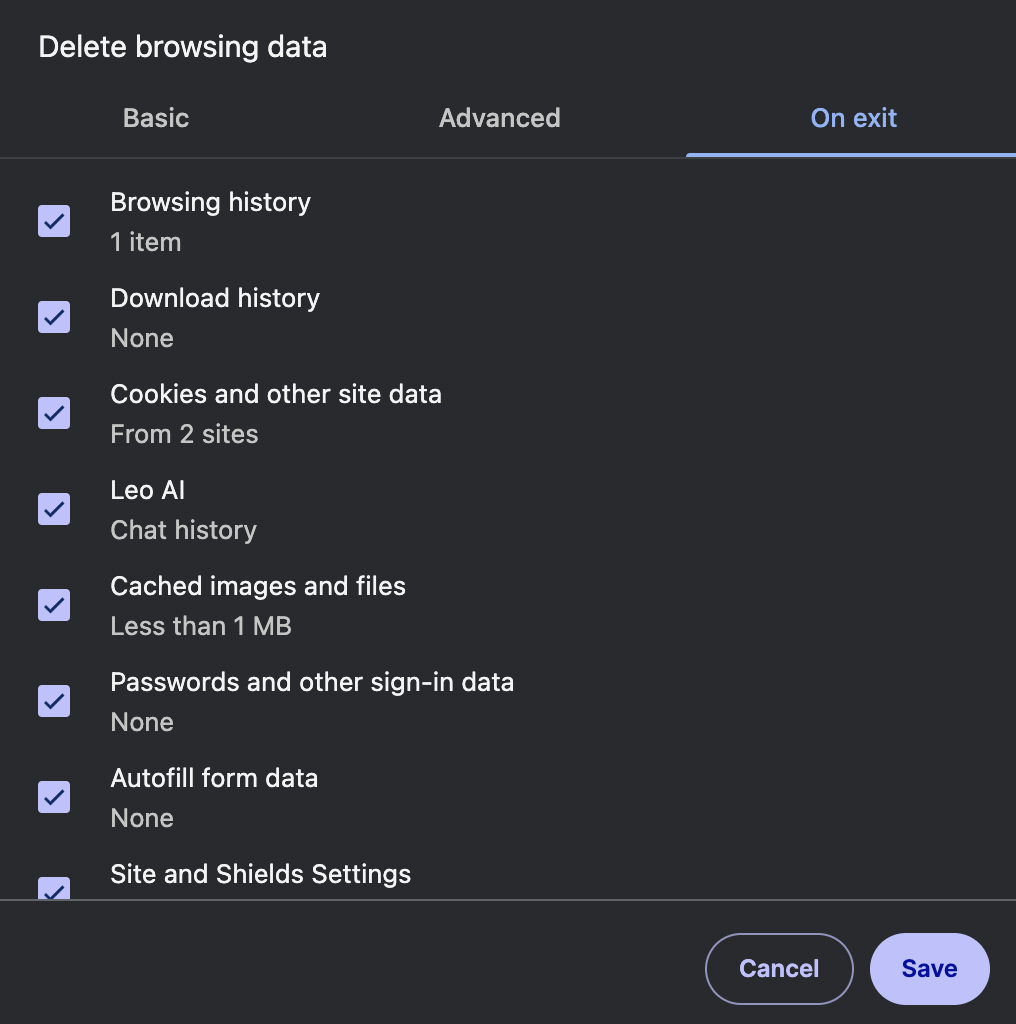 Delete browsing data
Basic
Advanced
On exit
Browsing history
1 item
Download history
None
Cookies and other site data
From 2 sites
Leo AI
Chat history
Cached images and files
Less than 1 MB
Passwords and other sign-in data
None
Autofill form data
None
Site and Shields Settings
Cancel
Save